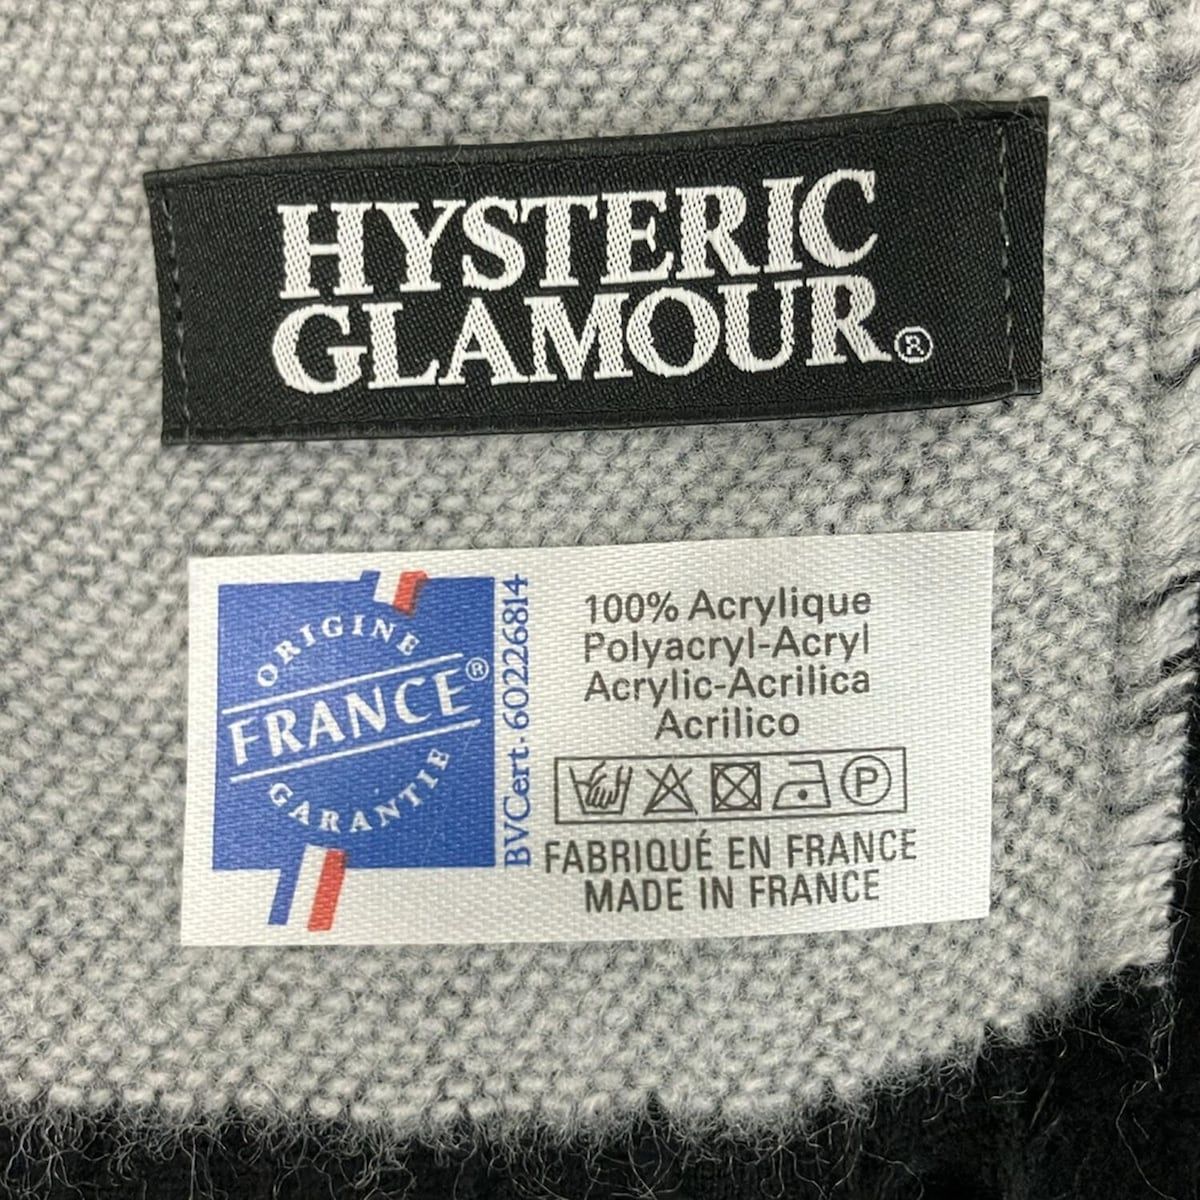 HYSTERIC
GLAMOUR®
ORIGINE
FRANCE®
GARANTIE
BVCert. 60226814
100% Acrylique
Polyacryl-Acryl
Acrylic-Acrilica
Acrilico
P
FABRIQUÉ EN FRANCE
MADE IN FRANCE